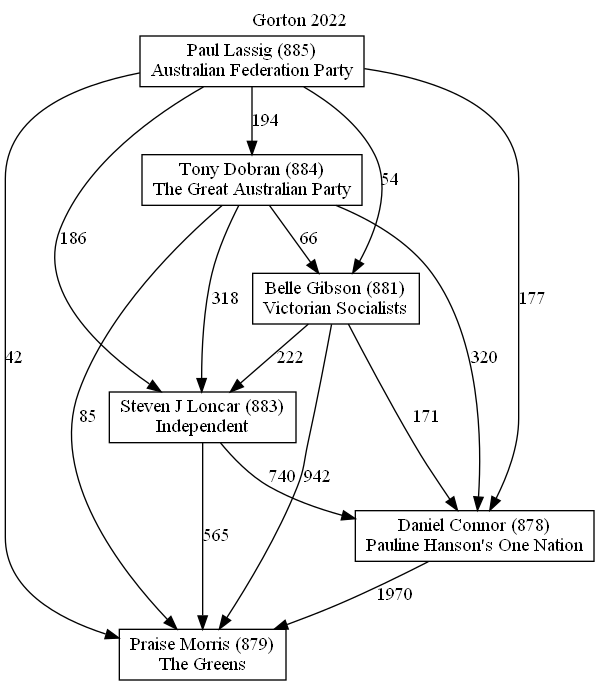 Gorton 2022
Paul Lassig (885)
Australian Federation Party
194
Tony Dobran (884)
The Great Australian Party
54
186
66
Belle Gibson (881)
Victorian Socialists
318
177
42
222
320
85
Steven J Loncar (883)
Independent
171
740
942
565
Daniel Connor (878)
Pauline Hanson's One Nation
1970
Praise Morris (879)
The Greens